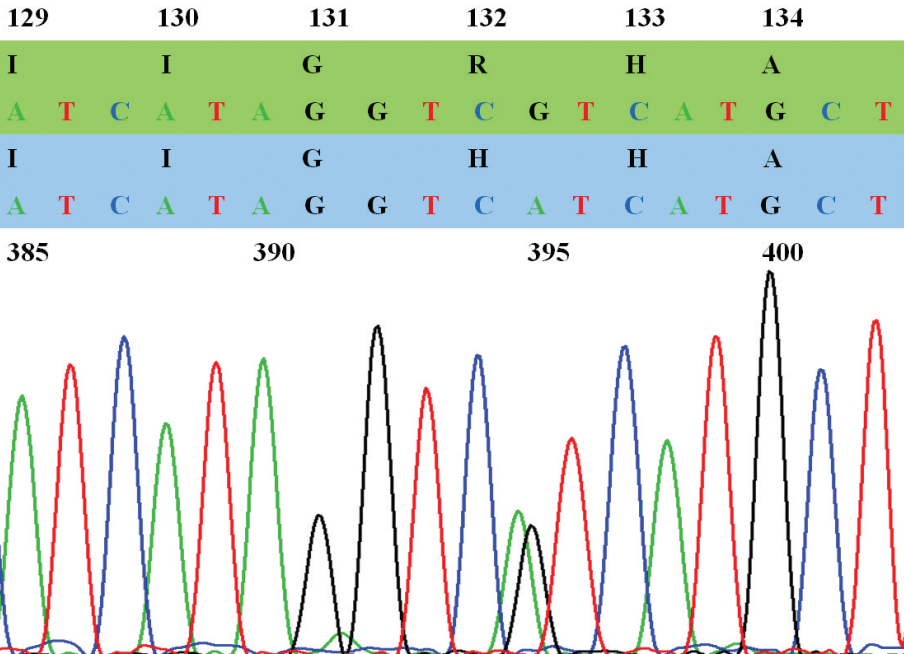 129 130 131 132 133 134
I I G R H A
A T C A T A G G T C G T C A T G C T
I I G H H A
A T C A T A G G T C A T C A T G C T
385 390 395 400